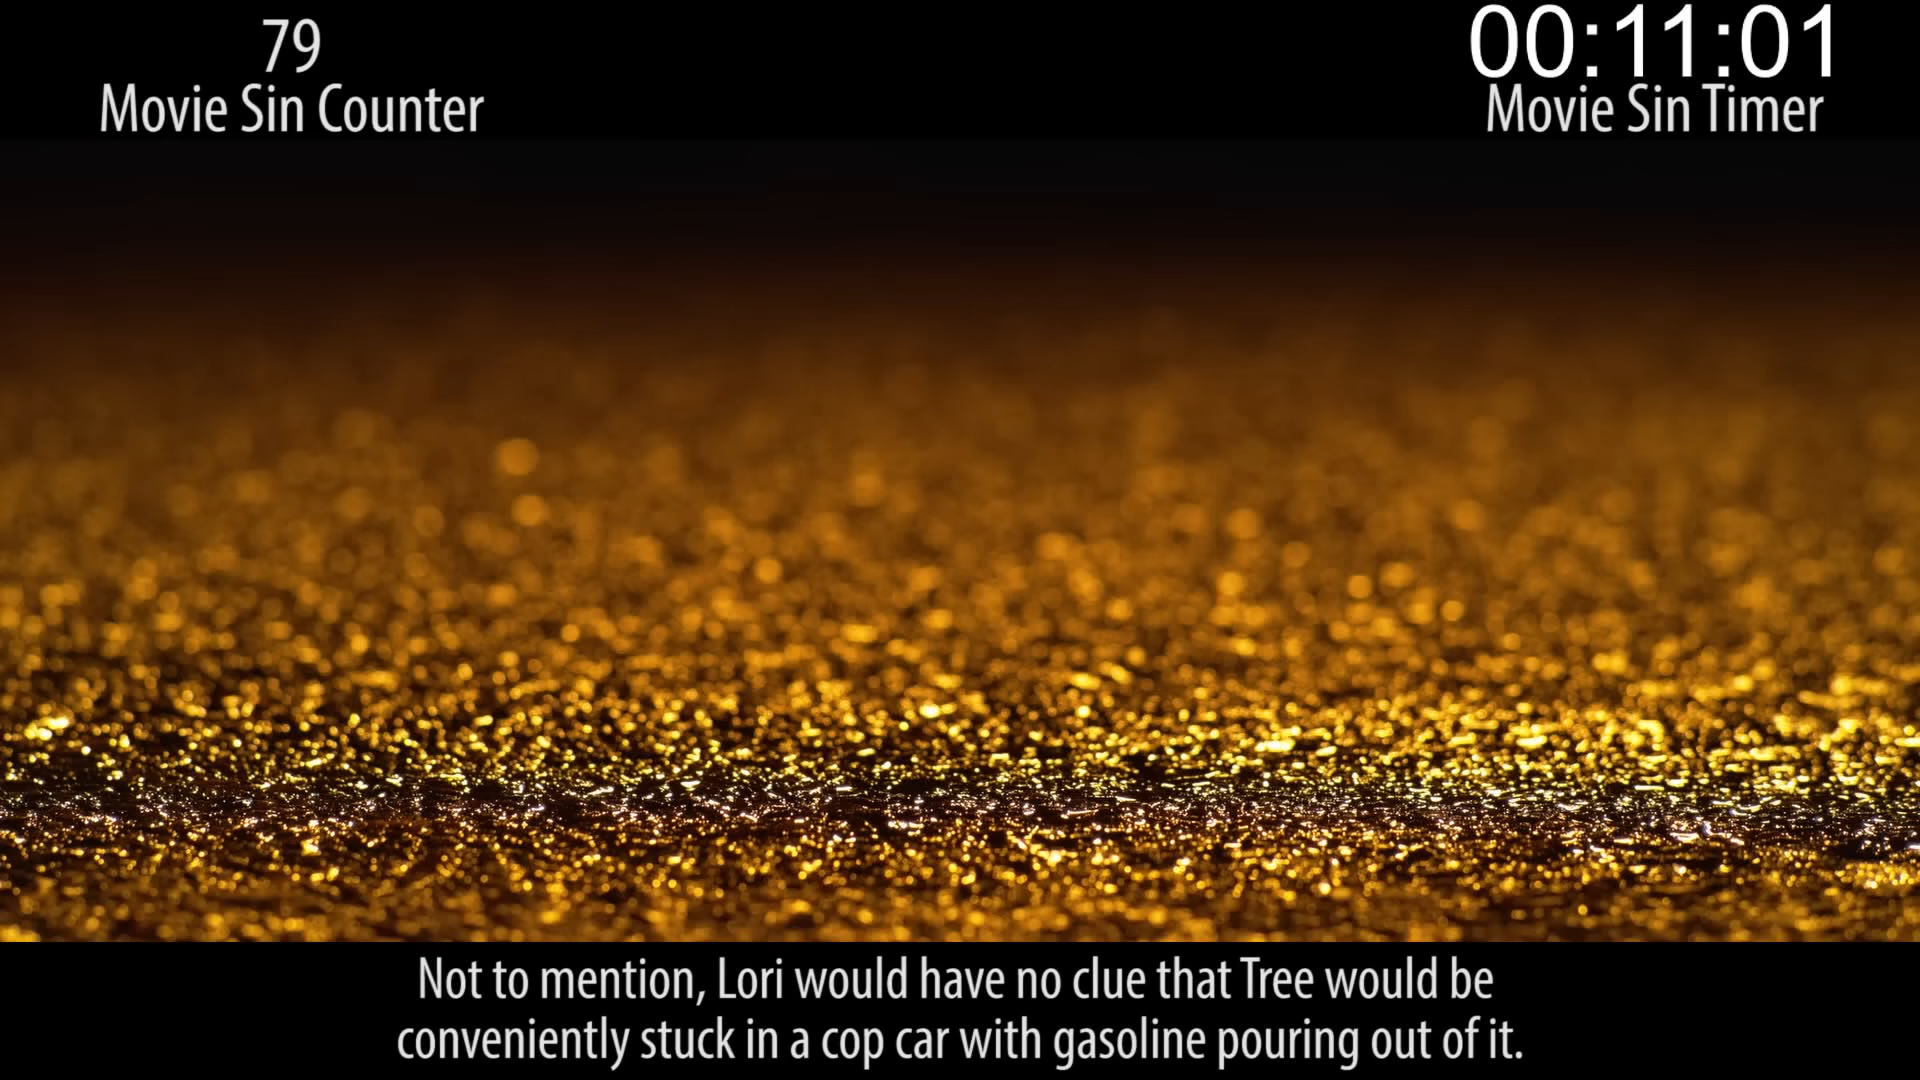 79
Movie Sin Counter
00:11:01
Movie Sin Timer
Not to mention, Lori would have no clue that Tree would be
conveniently stuck in a cop car with gasoline pouring out of it.